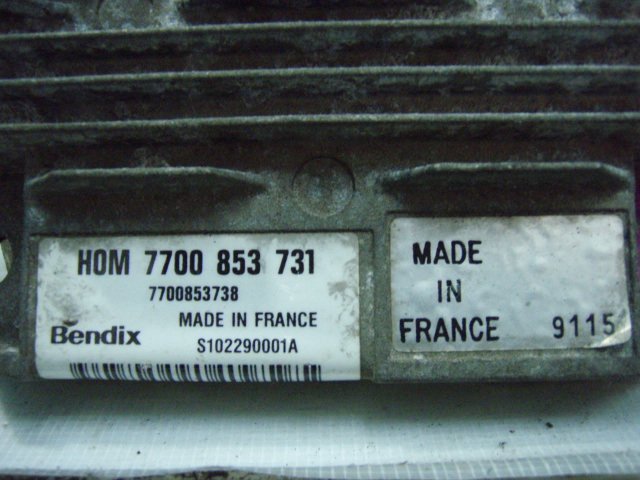 HOM 7700 853 731
7700853738
MADE IN FRANCE
Bendix
S102290001A
MADE
IN
FRANCE 9115